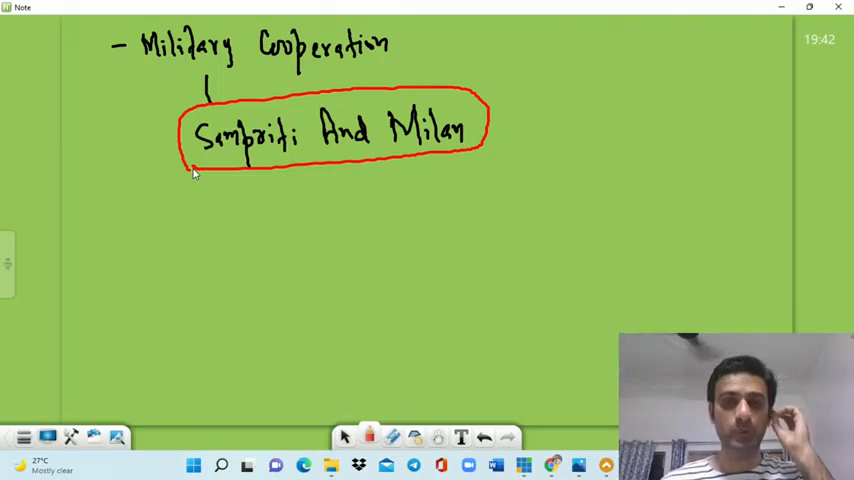 Note
19:42
- Military Cooperation
Sampriti And Milan
27°C
Mostly clear